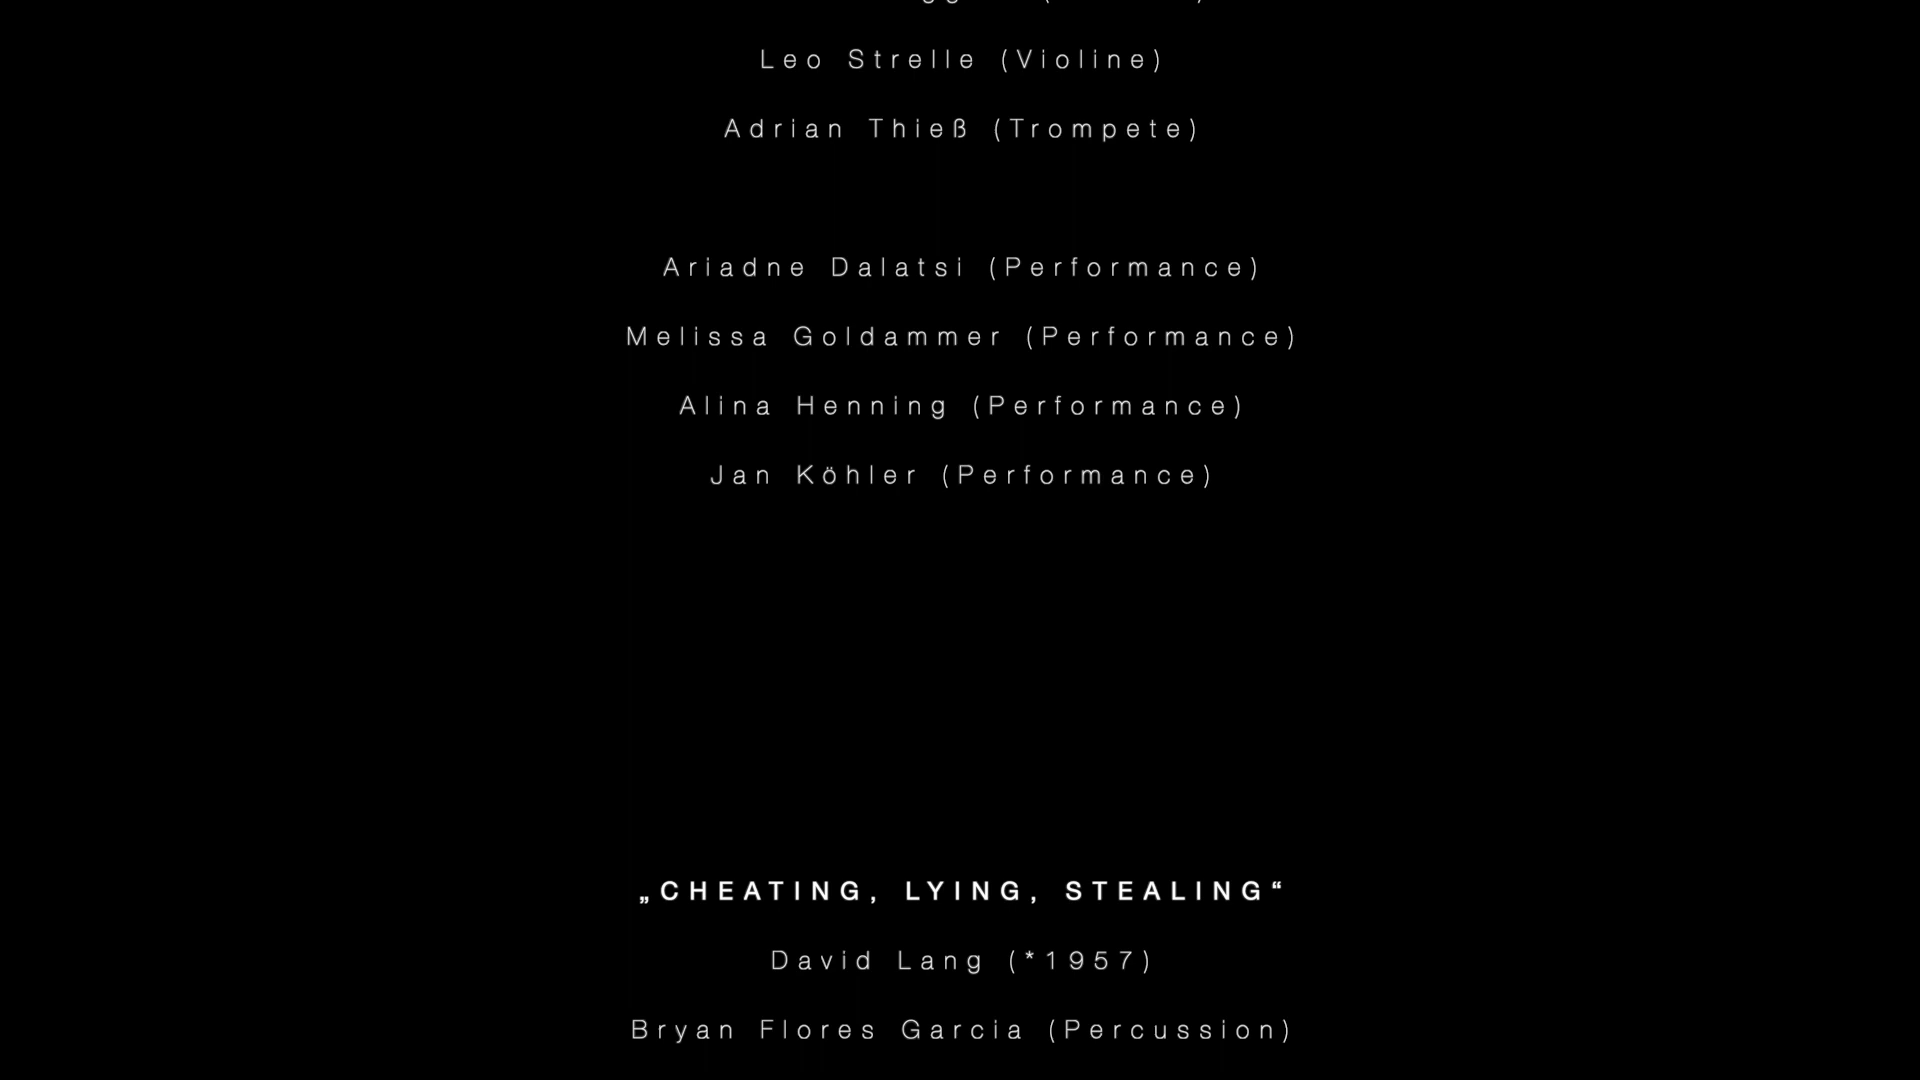 Leo Strelle (Violine)
Adrian Thieß (Trompete)
Ariadne Dalatsi (Performance)
Melissa Goldammer (Performance)
Alina Henning (Performance)
Jan Köhler (Performance)
„CHEATING, LYING, STEALING“
David Lang (*1957)
Bryan Flores Garcia (Percussion)